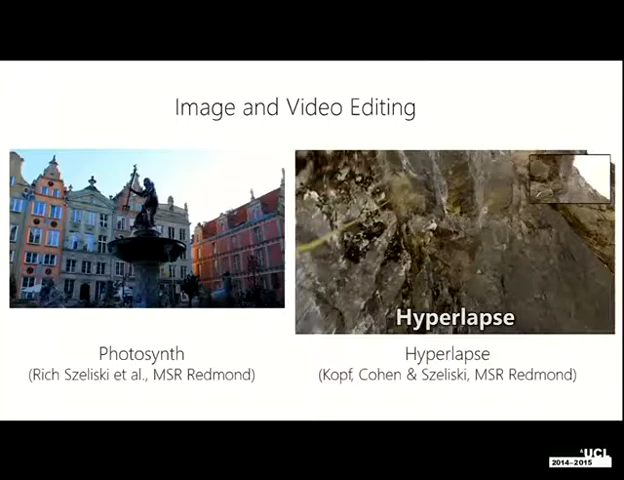 Image and Video Editing
Hyperlapse
Photosynth
(Rich Szeliski et al., MSR Redmond)
Hyperlapse
(Kopf, Cohen & Szeliski, MSR Redmond)
UCL
2014-2015